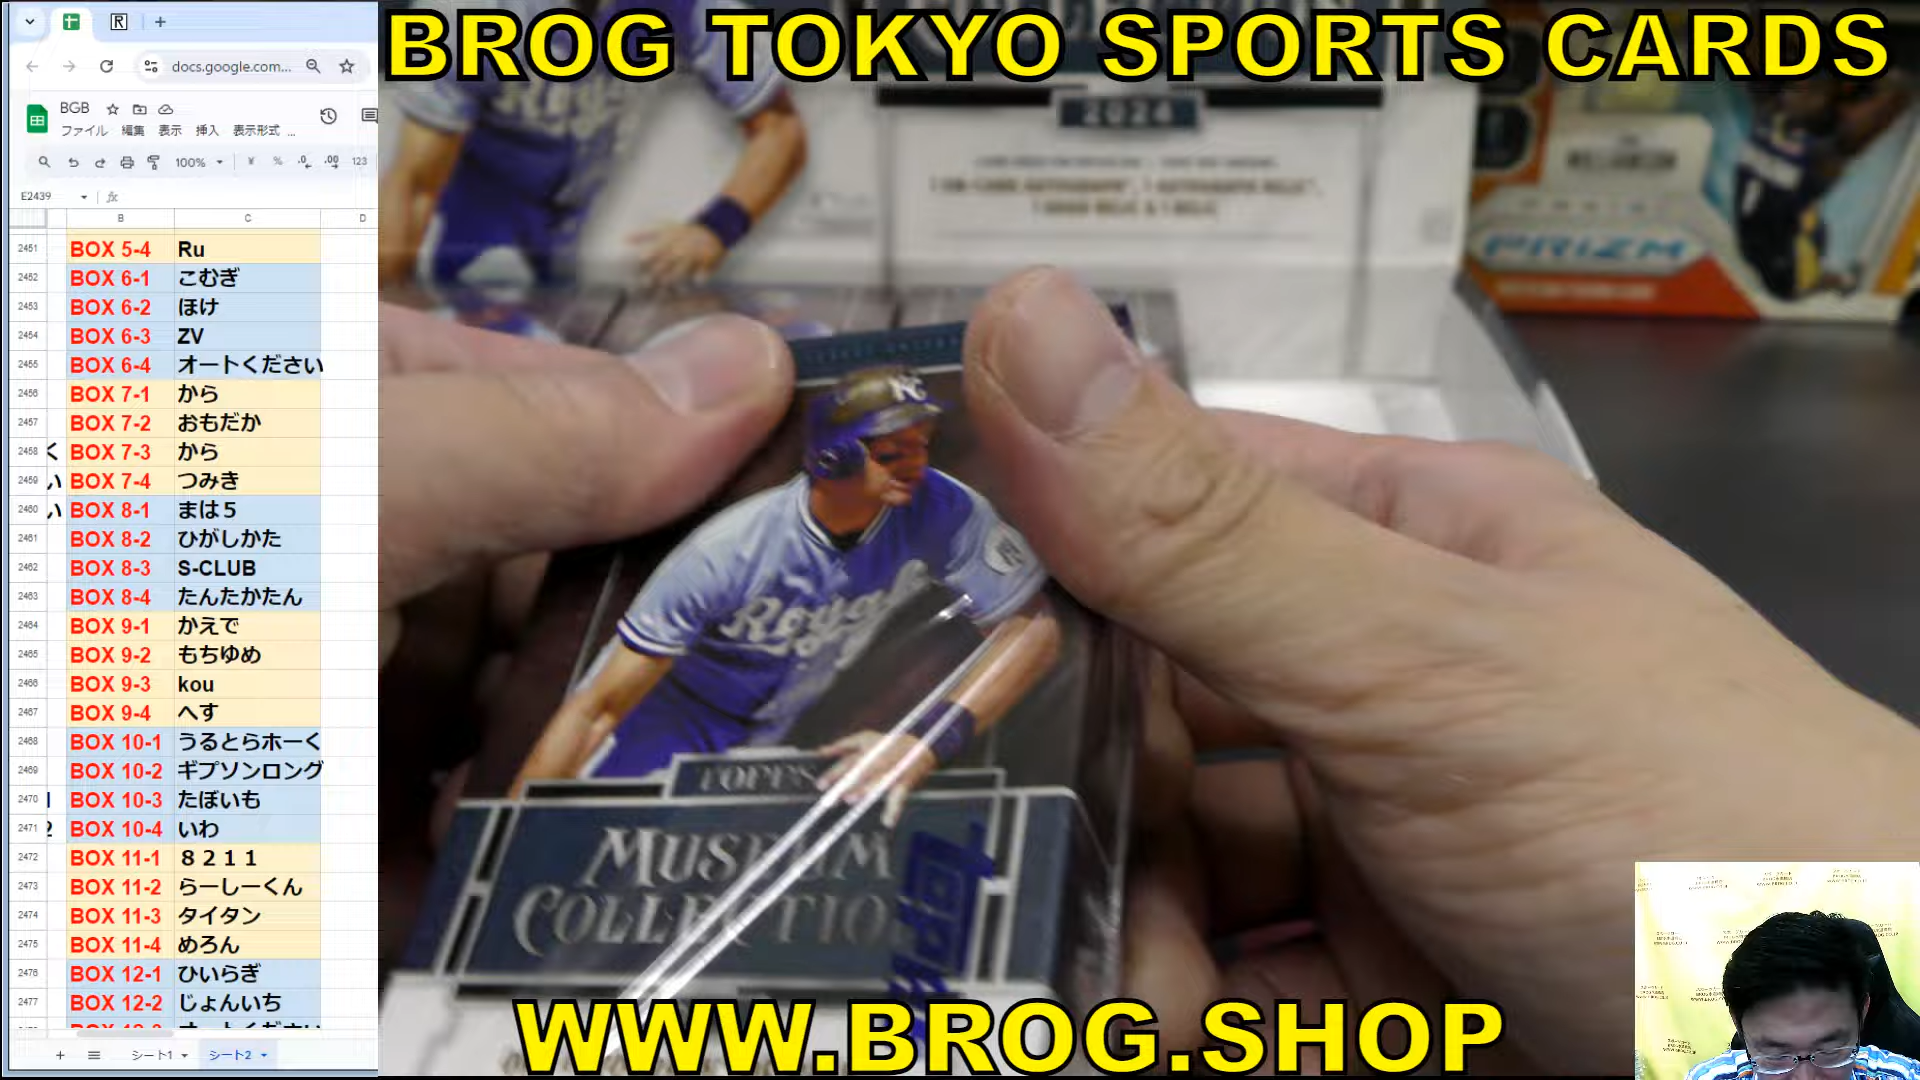 BROG TOKYO SPORTS CARDS
docs.google.com...
BGB
ファイル 編集 表示 挿入 表示形式 ...
100% ¥ % .0 .00 123
E2439 fx
B C D
2451 BOX 5-4 Ru
2452 BOX 6-1 こむぎ
2453 BOX 6-2 ほけ
2454 BOX 6-3 ZV
2455 BOX 6-4 オートください
2456 BOX 7-1 から
2457 BOX 7-2 おもだか
2458 く BOX 7-3 から
2459 い BOX 7-4 つみき
2460 い BOX 8-1 まは５
2461 BOX 8-2 ひがしかた
2462 BOX 8-3 S-CLUB
2463 BOX 8-4 たんたかたん
2464 BOX 9-1 かえで
2465 BOX 9-2 もちゆめ
2466 BOX 9-3 kou
2467 BOX 9-4 へす
2468 BOX 10-1 うるとらホーく
2469 BOX 10-2 ギプソンロング
2470 BOX 10-3 たぼいも
2471 2 BOX 10-4 いわ
2472 BOX 11-1 ８２１１
2473 BOX 11-2 らーしーくん
2474 BOX 11-3 タイタン
2475 BOX 11-4 めろん
2476 BOX 12-1 ひいらぎ
2477 BOX 12-2 じょんいち
シート1 シート2
2024
PRIZM
KC
Royals
TOPPS
MUSEUM
COLLECTION
WWW.BROG.SHOP